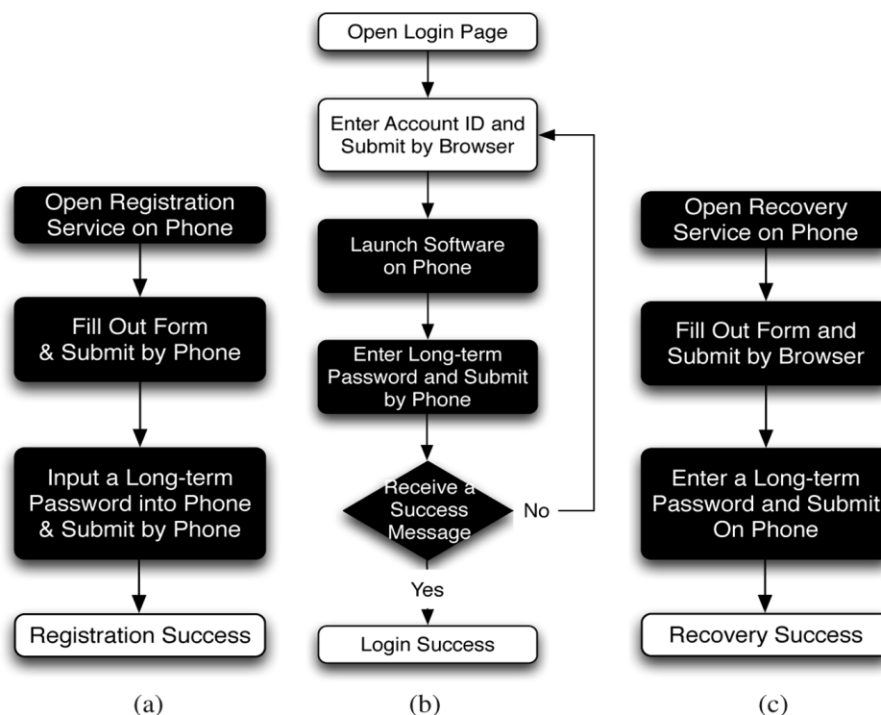 Open Registration
Service on Phone
Fill Out Form
& Submit by Phone
Input a Long-term
Password into Phone
& Submit by Phone
Registration Success
(a)
Open Login Page
Enter Account ID and
Submit by Browser
Launch Software
on Phone
Enter Long-term
Password and Submit
by Phone
Receive a
Success
Message
No
Yes
Login Success
(b)
Open Recovery
Service on Phone
Fill Out Form and
Submit by Browser
Enter a Long-term
Password and Submit
On Phone
Recovery Success
(c)